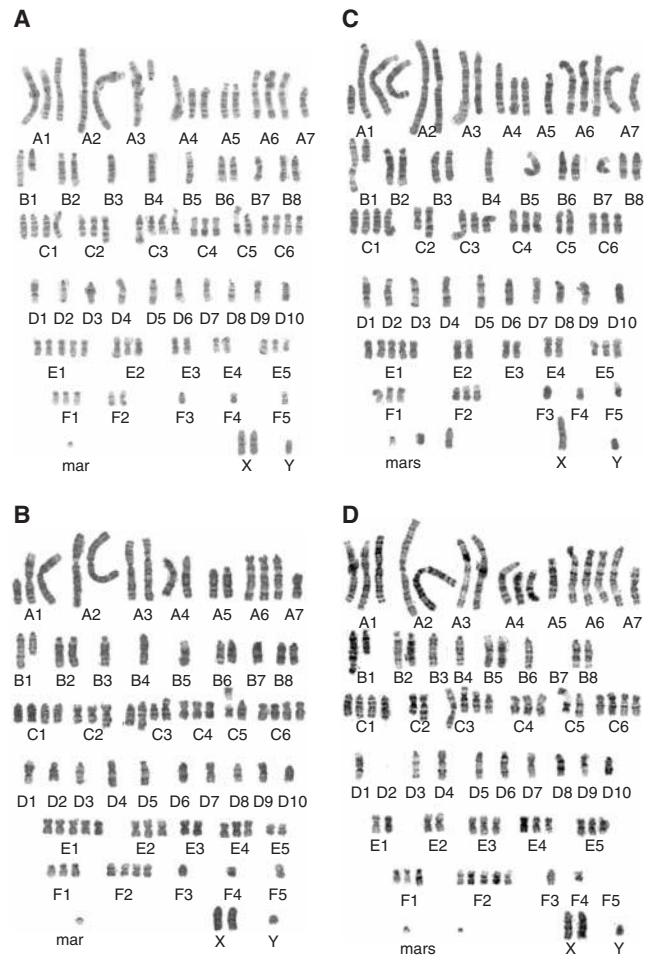 A
A1 A2 A3 A4 A5 A6 A7
B1 B2 B3 B4 B5 B6 B7 B8
C1 C2 C3 C4 C5 C6
D1 D2 D3 D4 D5 D6 D7 D8 D9 D10
E1 E2 E3 E4 E5
F1 F2 F3 F4 F5
mar X Y
B
A1 A2 A3 A4 A5 A6 A7
B1 B2 B3 B4 B5 B6 B7 B8
C1 C2 C3 C4 C5 C6
D1 D2 D3 D4 D5 D6 D7 D8 D9 D10
E1 E2 E3 E4 E5
F1 F2 F3 F4 F5
mar X Y
C
A1 A2 A3 A4 A5 A6 A7
B1 B2 B3 B4 B5 B6 B7 B8
C1 C2 C3 C4 C5 C6
D1 D2 D3 D4 D5 D6 D7 D8 D9 D10
E1 E2 E3 E4 E5
F1 F2 F3 F4 F5
mars X Y
D
A1 A2 A3 A4 A5 A6 A7
B1 B2 B3 B4 B5 B6 B7 B8
C1 C2 C3 C4 C5 C6
D1 D2 D3 D4 D5 D6 D7 D8 D9 D10
E1 E2 E3 E4 E5
F1 F2 F3 F4 F5
mars X Y